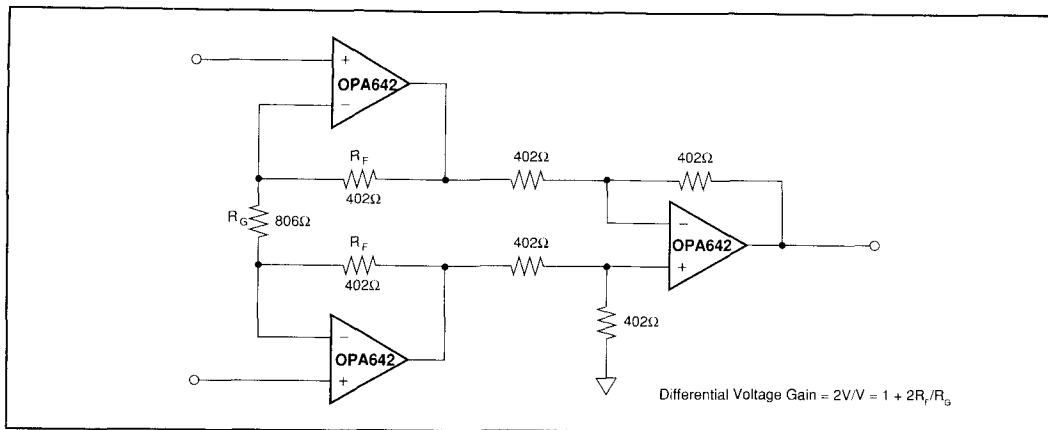 +
OPA642
−
R_F
402Ω
402Ω
402Ω
R_G
806Ω
−
OPA642
+
R_F
402Ω
402Ω
402Ω
−
OPA642
+
Differential Voltage Gain = 2V/V = 1 + 2R_F/R_G